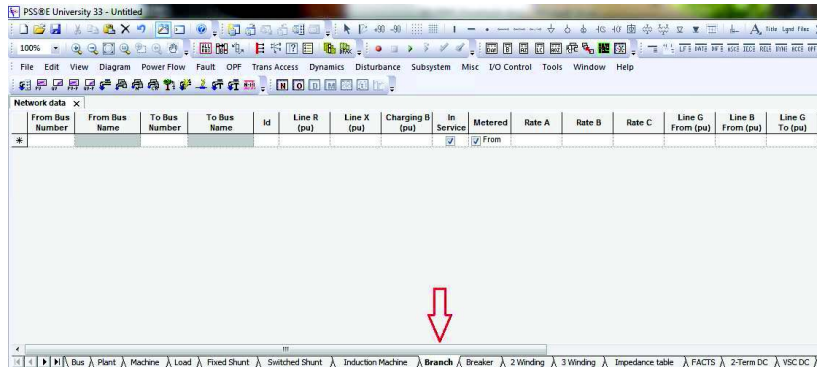 PSS®E University 33 - Untitled
100%
File Edit View Diagram Power Flow Fault OPF Trans Access Dynamics Disturbance Subsystem Misc I/O Control Tools Window Help
N O D M
Network data x
From Bus Number From Bus Name To Bus Number To Bus Name Id Line R (pu) Line X (pu) Charging B (pu) In Service Metered Rate A Rate B Rate C Line G From (pu) Line B From (pu) Line G To (pu)
* From
Bus Plant Machine Load Fixed Shunt Switched Shunt Induction Machine Branch Breaker 2 Winding 3 Winding Impedance table FACTS 2-Term DC VSC DC